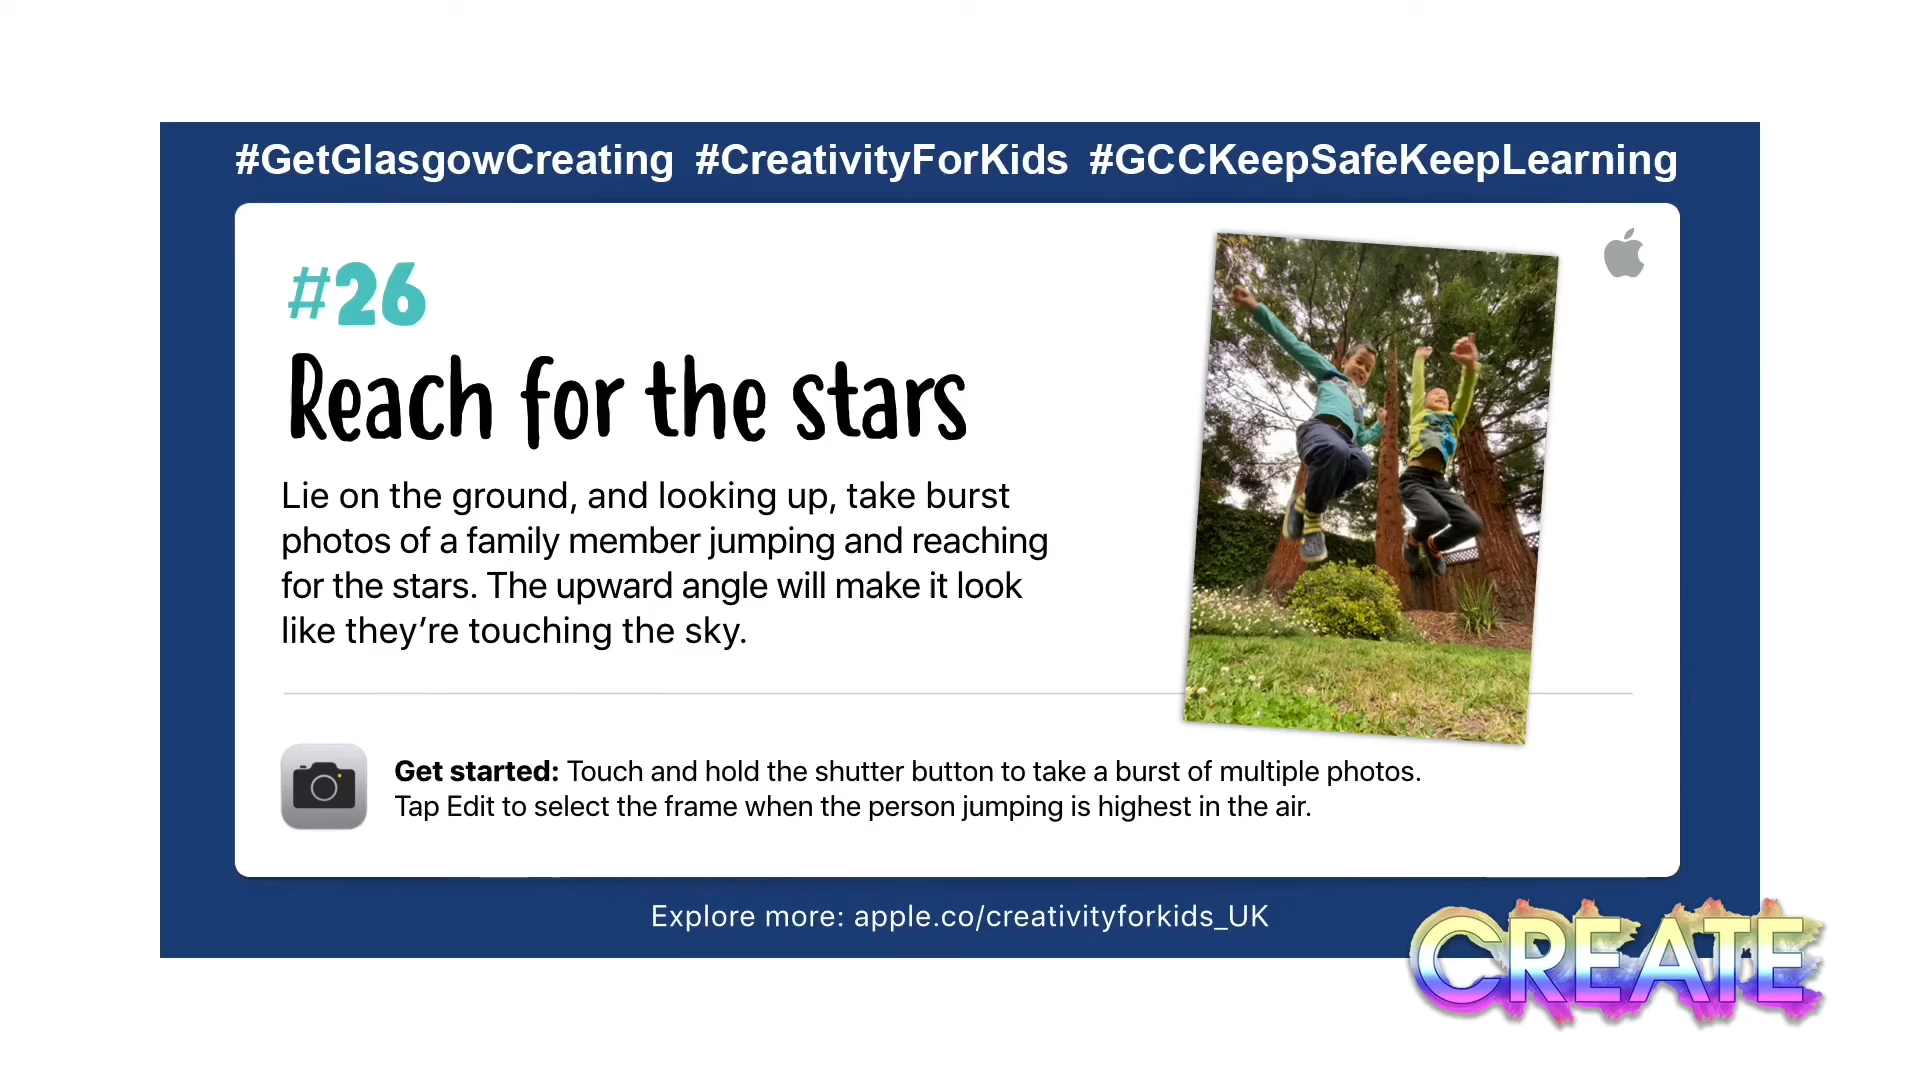 #GetGlasgowCreating #CreativityForKids #GCCKeepSafeKeepLearning
#26
Reach for the stars
Lie on the ground, and looking up, take burst
photos of a family member jumping and reaching
for the stars. The upward angle will make it look
like they’re touching the sky.
Get started: Touch and hold the shutter button to take a burst of multiple photos.
Tap Edit to select the frame when the person jumping is highest in the air.
Explore more: apple.co/creativityforkids_UK
CREATE